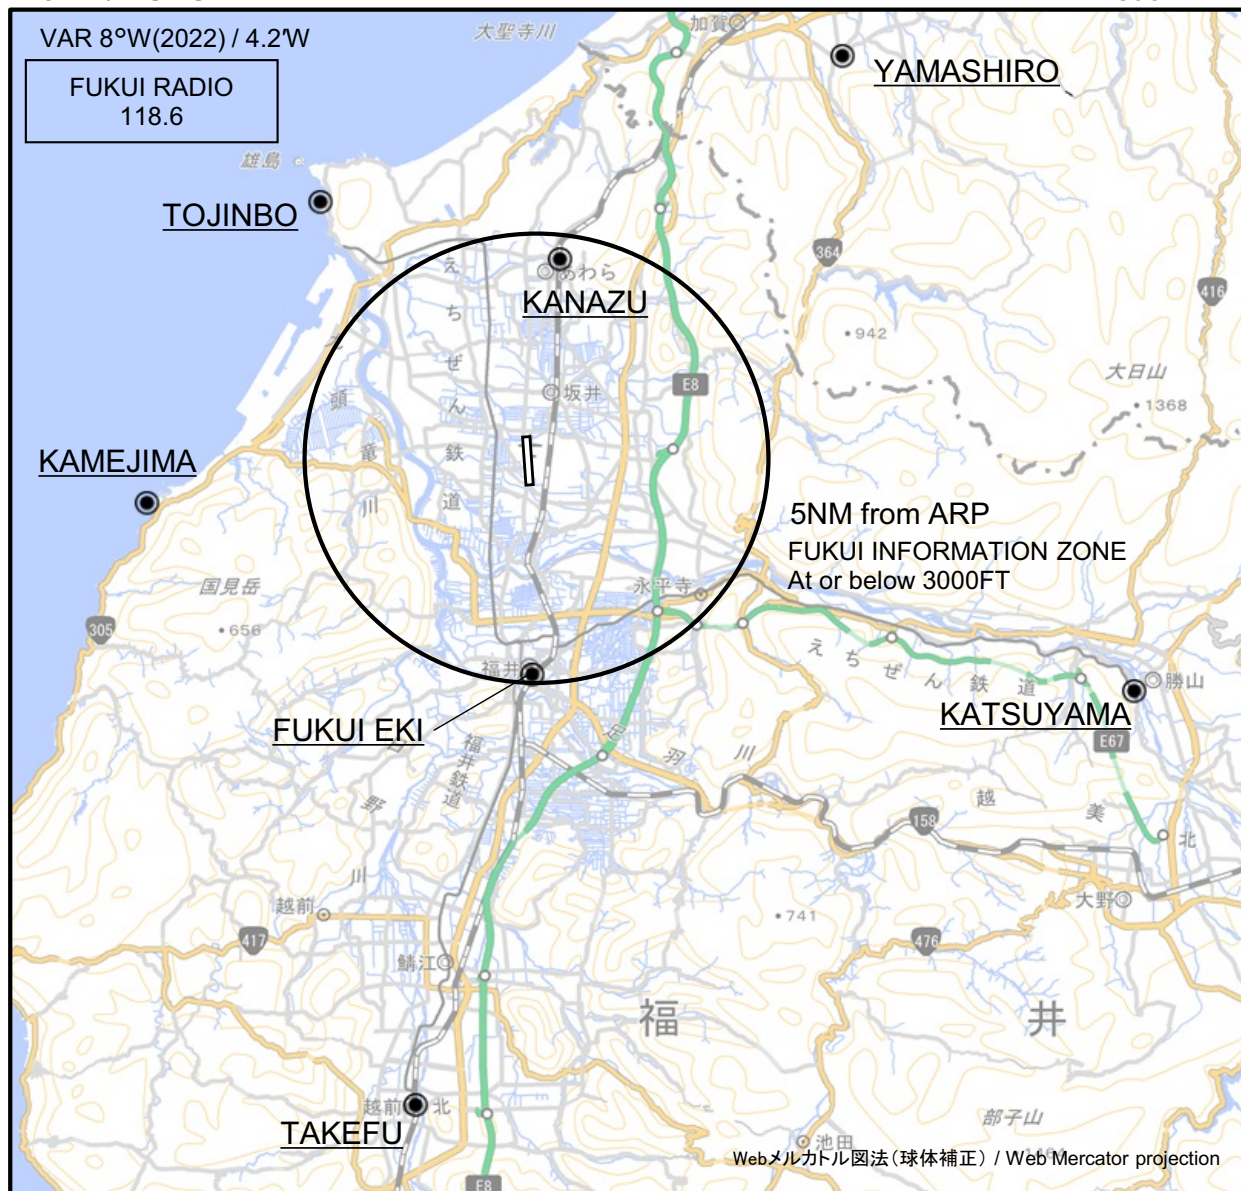 VAR 8°W(2022) / 4.2'W
FUKUI RADIO
118.6
大聖寺川
加賀
YAMASHIRO
雄島
TOJINBO
364
416
あわら
KANAZU
942
大日山
1368
E8
坂井
えちぜん鉄道
九頭竜川
KAMEJIMA
5NM from ARP
FUKUI INFORMATION ZONE
At or below 3000FT
国見岳
656
305
永平寺
福井
えちぜん鉄道
勝山
KATSUYAMA
E67
FUKUI EKI
福井鉄道
足羽川
日野川
158
越美北
大野
越前
417
鯖江
741
476
福井
越前
北
TAKEFU
部子山
池田
E8
Webメルカトル図法(球体補正) / Web Mercator projection